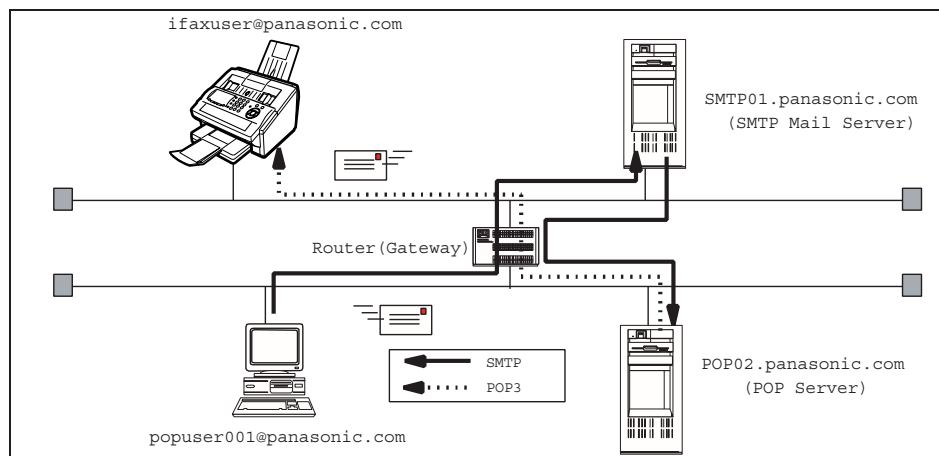 ifaxuser@panasonic.com
SMTP01.panasonic.com
(SMTP Mail Server)
Router(Gateway)
SMTP
POP3
POP02.panasonic.com
(POP Server)
popuser001@panasonic.com